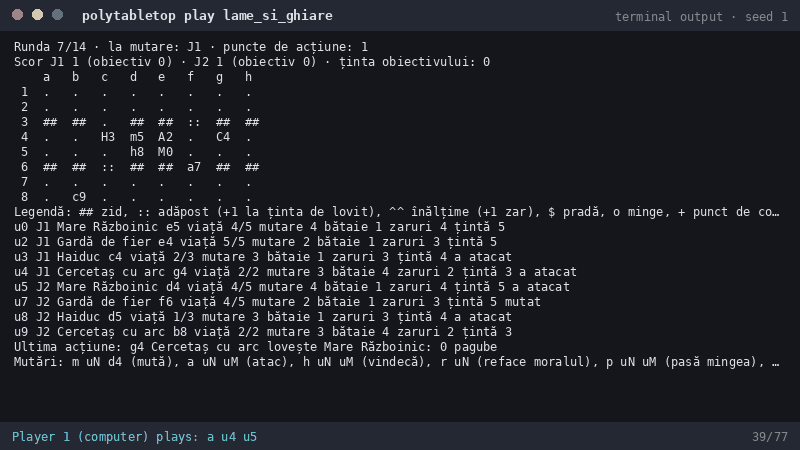 polytabletop play lame_si_ghiare
terminal output · seed 1
Runda 7/14 · la mutare: J1 · puncte de acțiune: 1
Scor J1 1 (obiectiv 0) · J2 1 (obiectiv 0) · ținta obiectivului: 0
a b c d e f g h
1 . . . . . . . .
2 . . . . . . . .
3 ## ## . ## ## :: ## ##
4 . . H3 m5 A2 . C4 .
5 . . . h8 M0 . . .
6 ## ## :: ## ## a7 ## ##
7 . . . . . . . .
8 . c9 . . . . . .
Legendă: ## zid, :: adăpost (+1 la ținta de lovit), ^^ înălțime (+1 zar), $ pradă, o minge, + punct de co…
u0 J1 Mare Războinic e5 viață 4/5 mutare 4 bătaie 1 zaruri 4 țintă 5
u2 J1 Gardă de fier e4 viață 5/5 mutare 2 bătaie 1 zaruri 3 țintă 5
u3 J1 Haiduc c4 viață 2/3 mutare 3 bătaie 1 zaruri 3 țintă 4 a atacat
u4 J1 Cercetaș cu arc g4 viață 2/2 mutare 3 bătaie 4 zaruri 2 țintă 3 a atacat
u5 J2 Mare Războinic d4 viață 4/5 mutare 4 bătaie 1 zaruri 4 țintă 5 a atacat
u7 J2 Gardă de fier f6 viață 4/5 mutare 2 bătaie 1 zaruri 3 țintă 5 mutat
u8 J2 Haiduc d5 viață 1/3 mutare 3 bătaie 1 zaruri 3 țintă 4 a atacat
u9 J2 Cercetaș cu arc b8 viață 2/2 mutare 3 bătaie 4 zaruri 2 țintă 3
Ultima acțiune: g4 Cercetaș cu arc lovește Mare Războinic: 0 pagube
Mutări: m uN d4 (mută), a uN uM (atac), h uN uM (vindecă), r uN (reface moralul), p uN uM (pasă mingea), …
Player 1 (computer) plays: a u4 u5
39/77